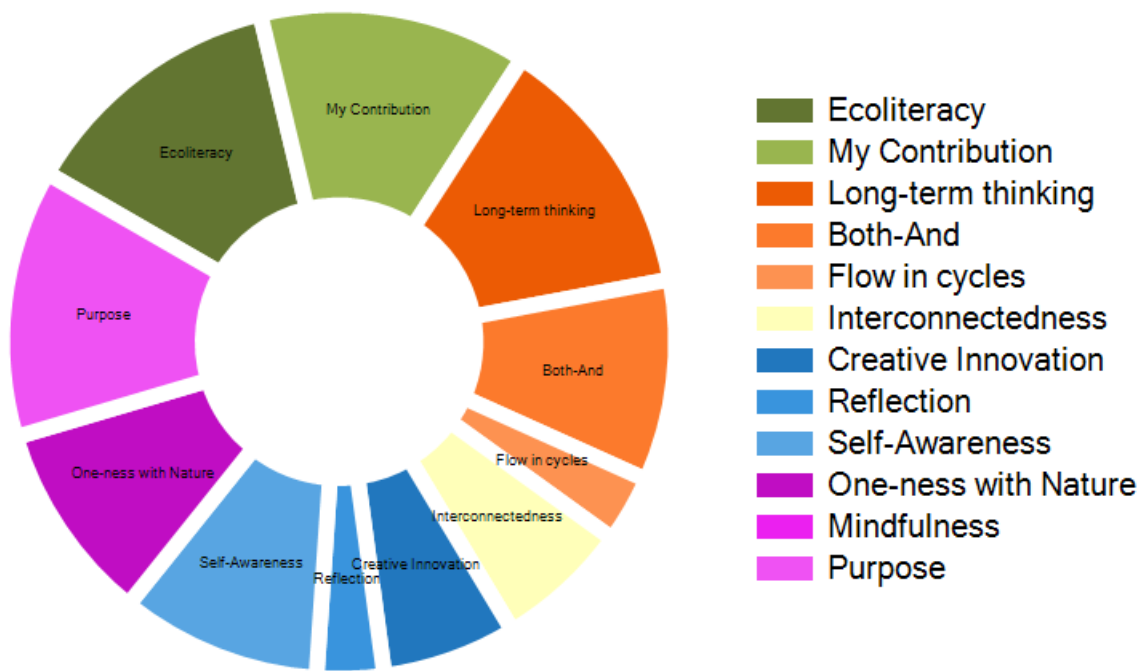 My Contribution
Ecoliteracy
Long-term thinking
Purpose
Both-And
Flow in cycles
One-ness with Nature
Interconnectedness
Self-Awareness
Creative Innovation
Reflection
Ecoliteracy
My Contribution
Long-term thinking
Both-And
Flow in cycles
Interconnectedness
Creative Innovation
Reflection
Self-Awareness
One-ness with Nature
Mindfulness
Purpose